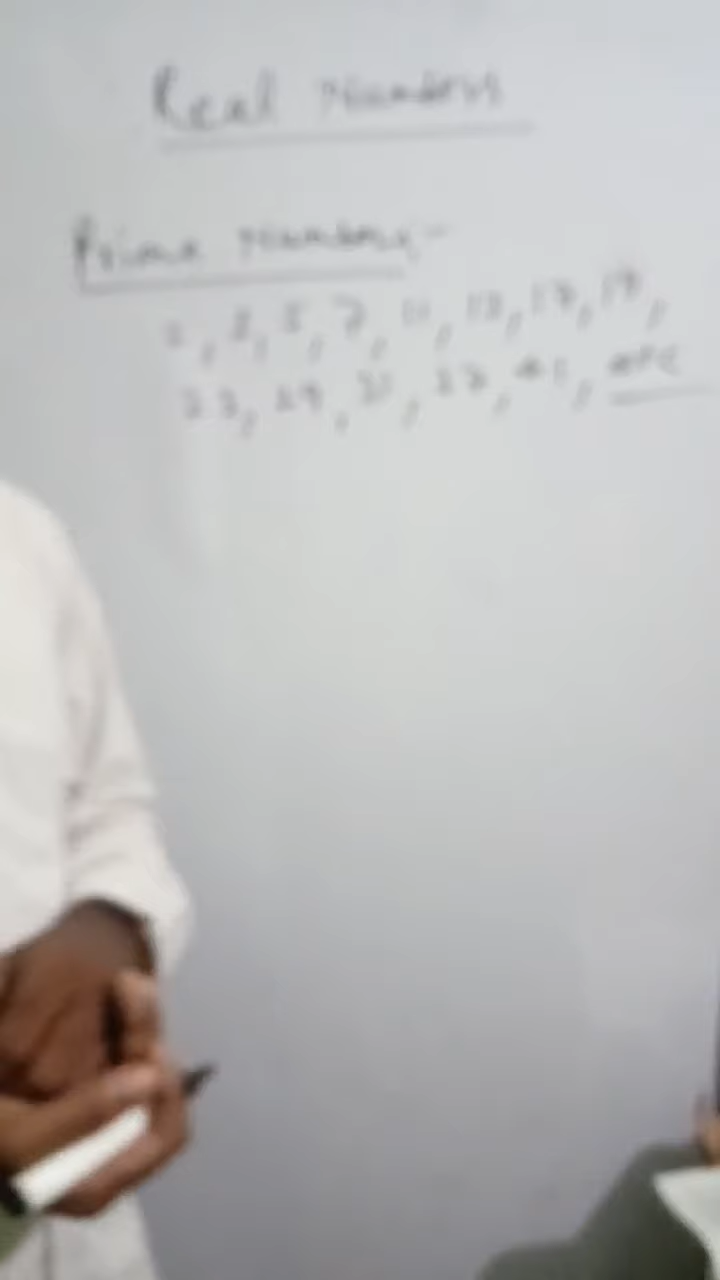 Real Numbers
Prime Numbers:-
2, 3, 5, 7, 11, 13, 17, 19,
23, 29, 31, 37, 41, etc